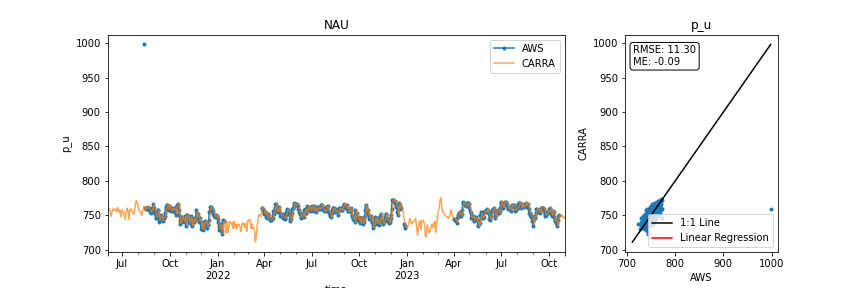 NAU
p_u
1000
950
900
850
800
750
700
p_u
AWS
CARRA
Jul
Oct
Jan
2022
Apr
Jul
Oct
Jan
2023
Apr
Jul
Oct
p_u
1000
950
900
850
800
750
700
CARRA
RMSE: 11.30
ME: -0.09
1:1 Line
Linear Regression
700
800
900
1000
AWS